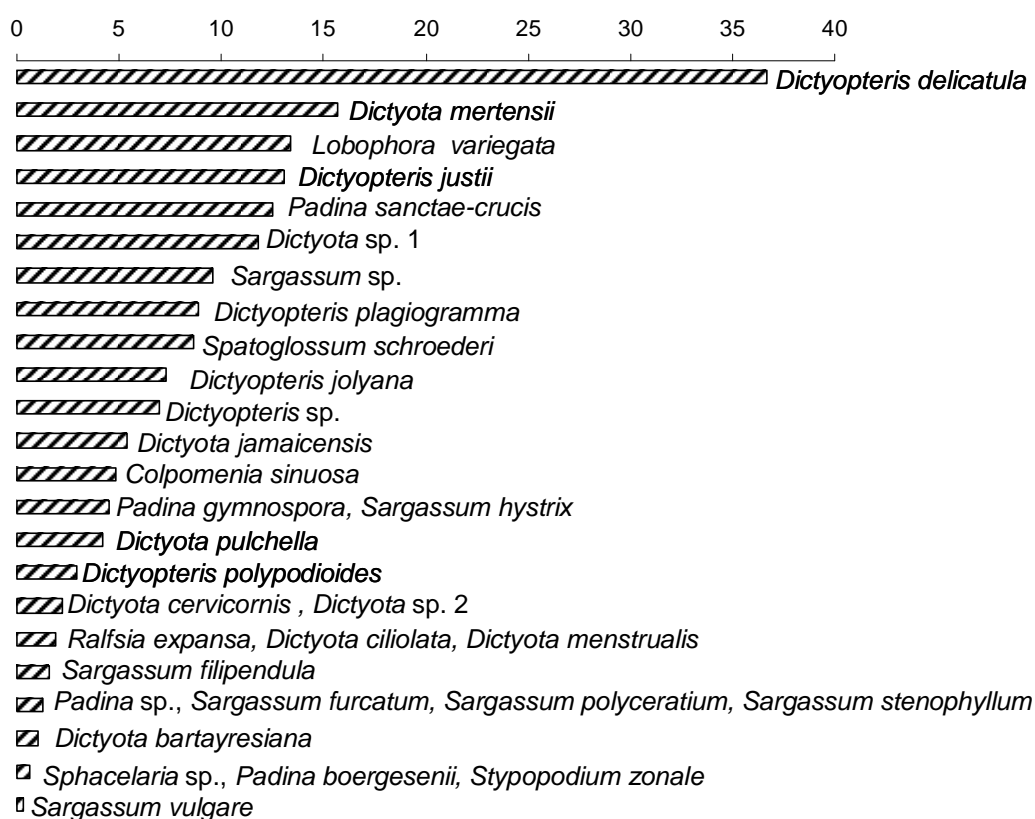 0 5 10 15 20 25 30 35 40
Dictyopteris delicatula
Dictyota mertensii
Lobophora variegata
Dictyopteris justii
Padina sanctae-crucis
Dictyota sp. 1
Sargassum sp.
Dictyopteris plagiogramma
Spatoglossum schroederi
Dictyopteris jolyana
Dictyopteris sp.
Dictyota jamaicensis
Colpomenia sinuosa
Padina gymnospora, Sargassum hystrix
Dictyota pulchella
Dictyopteris polypodioides
Dictyota cervicornis , Dictyota sp. 2
Ralfsia expansa, Dictyota ciliolata, Dictyota menstrualis
Sargassum filipendula
Padina sp., Sargassum furcatum, Sargassum polyceratium, Sargassum stenophyllum
Dictyota bartayresiana
Sphacelaria sp., Padina boergesenii, Stypopodium zonale
Sargassum vulgare